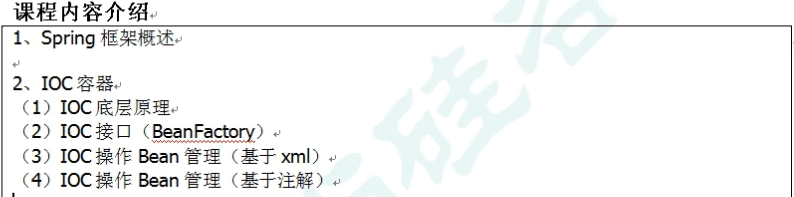 课程内容介绍
1、Spring 框架概述
2、IOC 容器
（1）IOC 底层原理
（2）IOC 接口（BeanFactory）
（3）IOC 操作 Bean 管理（基于 xml）
（4）IOC 操作 Bean 管理（基于注解）
硅谷